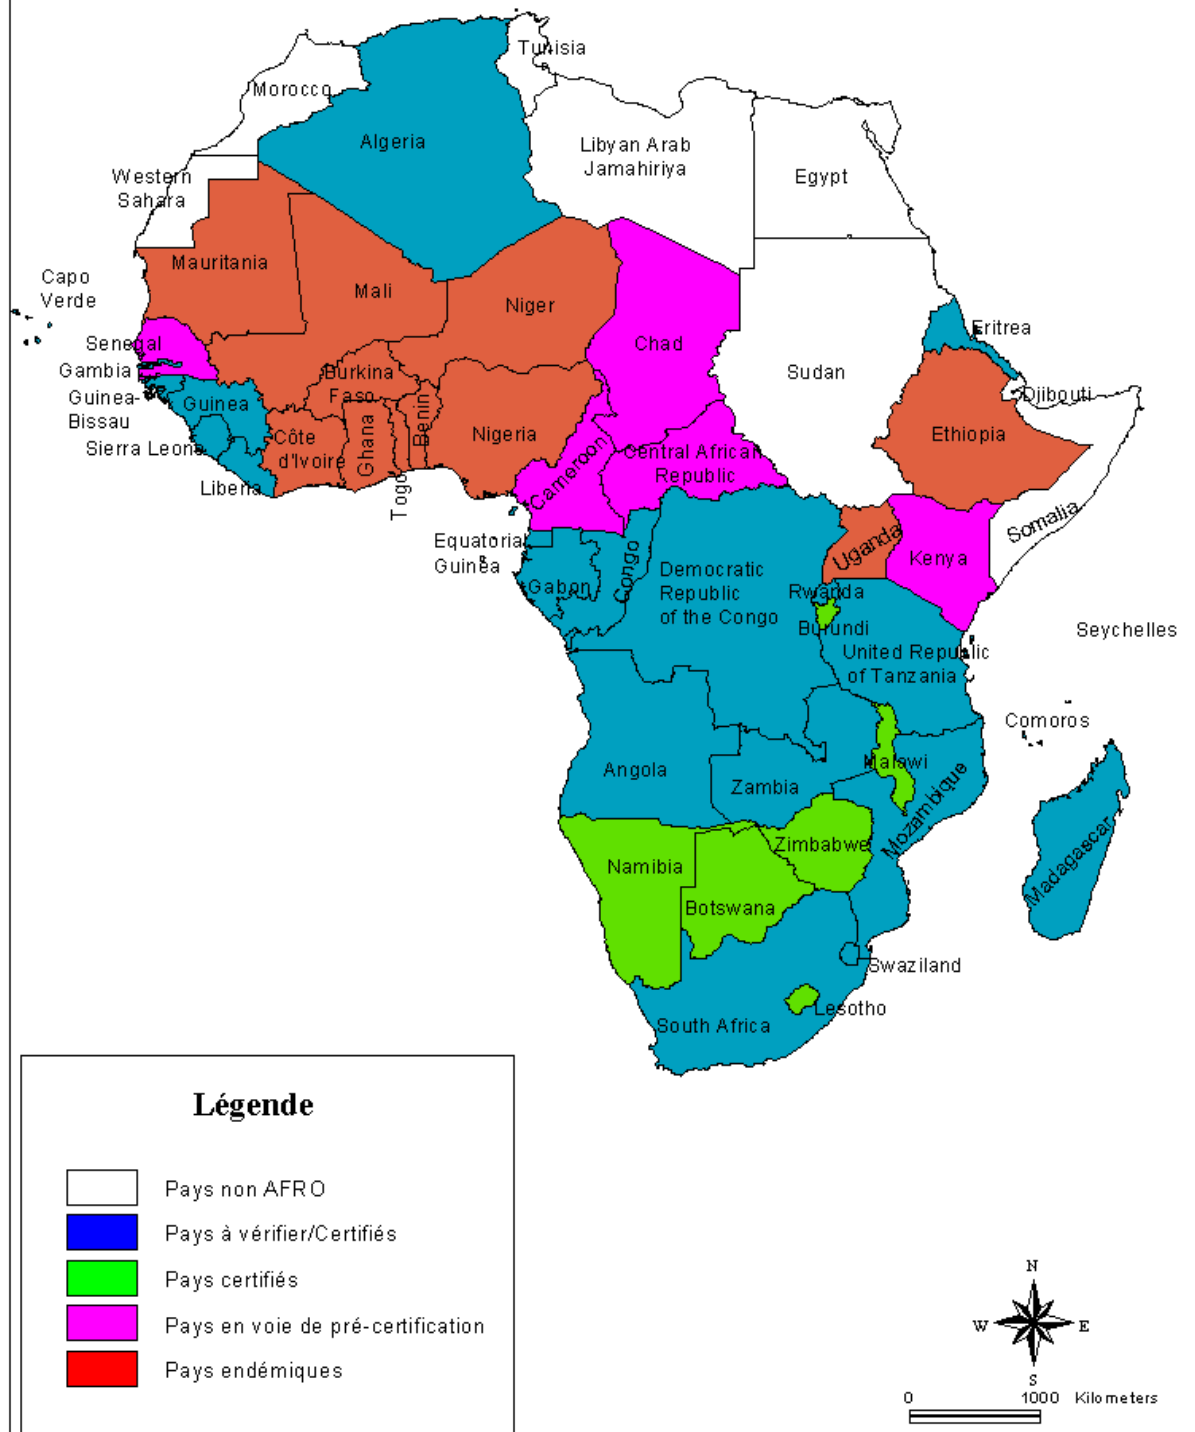 Tunisia
Morocco
Algeria
Libyan Arab
Jamahiriya
Egypt
Western
Sahara
Mauritania
Capo
Verde
Mali
Niger
Chad
Eritrea
Senegal
Gambia
Burkina
Faso
Sudan
Djibouti
Guinea-
Bissau
Guinea
Benin
Ghana
Côte
d'Ivoire
Nigeria
Ethiopia
Sierra Leone
Central African
Republic
Cameroon
Liberia
Togo
Somalia
Equatorial
Guinea
Uganda
Kenya
Gabon
Congo
Democratic
Republic
of the Congo
Rwanda
Burundi
Seychelles
United Republic
of Tanzania
Comoros
Angola
Zambia
Malawi
Mozambique
Zimbabwe
Madagascar
Namibia
Botswana
Swaziland
Lesotho
South Africa
Légende
Pays non AFRO
Pays à vérifier/Certifiés
Pays certifiés
Pays en voie de pré-certification
Pays endémiques
N
W
E
S
0 1000 Kilometers